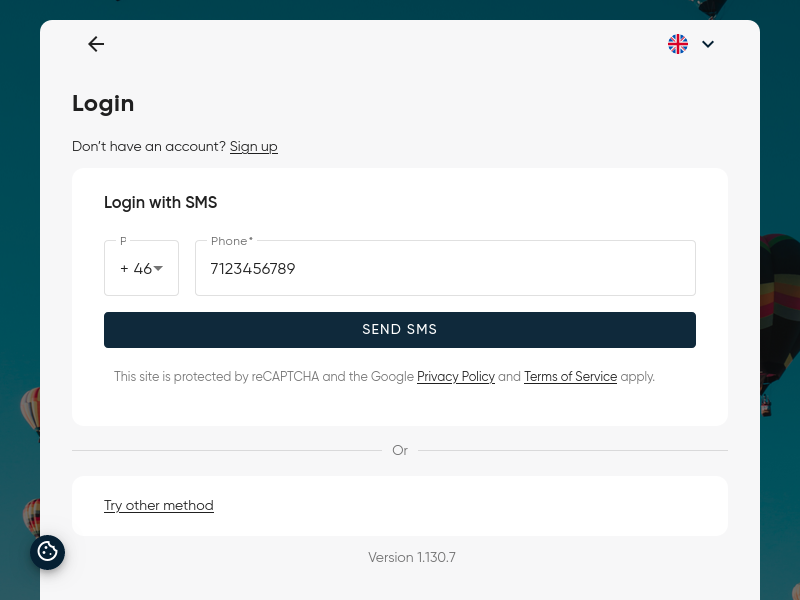 Login
Don't have an account? Sign up
Login with SMS
P
Phone*
+ 46
7123456789
SEND SMS
This site is protected by reCAPTCHA and the Google Privacy Policy and Terms of Service apply.
Or
Try other method
Version 1.130.7